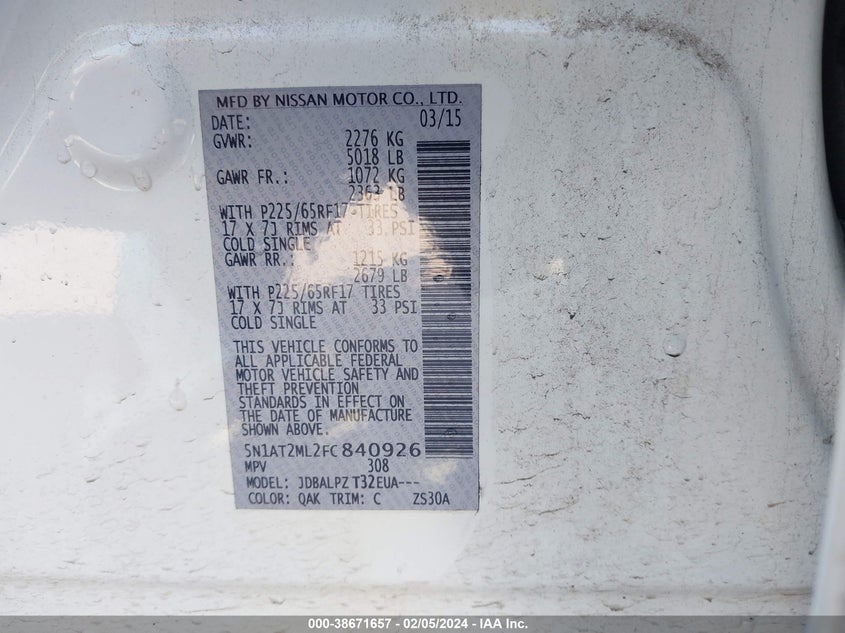 MFD BY NISSAN MOTOR CO., LTD.
DATE: 03/15
GVWR: 2276 KG
5018 LB
GAWR FR.: 1072 KG
2363 LB
WITH P225/65RF17 TIRES
17 X 7J RIMS AT 33 PSI
COLD SINGLE
GAWR RR.: 1215 KG
2679 LB
WITH P225/65RF17 TIRES
17 X 7J RIMS AT 33 PSI
COLD SINGLE
THIS VEHICLE CONFORMS TO
ALL APPLICABLE FEDERAL
MOTOR VEHICLE SAFETY AND
THEFT PREVENTION
STANDARDS IN EFFECT ON
THE DATE OF MANUFACTURE
SHOWN ABOVE.
5N1AT2ML2FC840926
MPV 308
MODEL: JDBALPZ T32EUA---
COLOR: QAK TRIM: C ZS30A
000-38671657 - 02/05/2024 - IAA Inc.